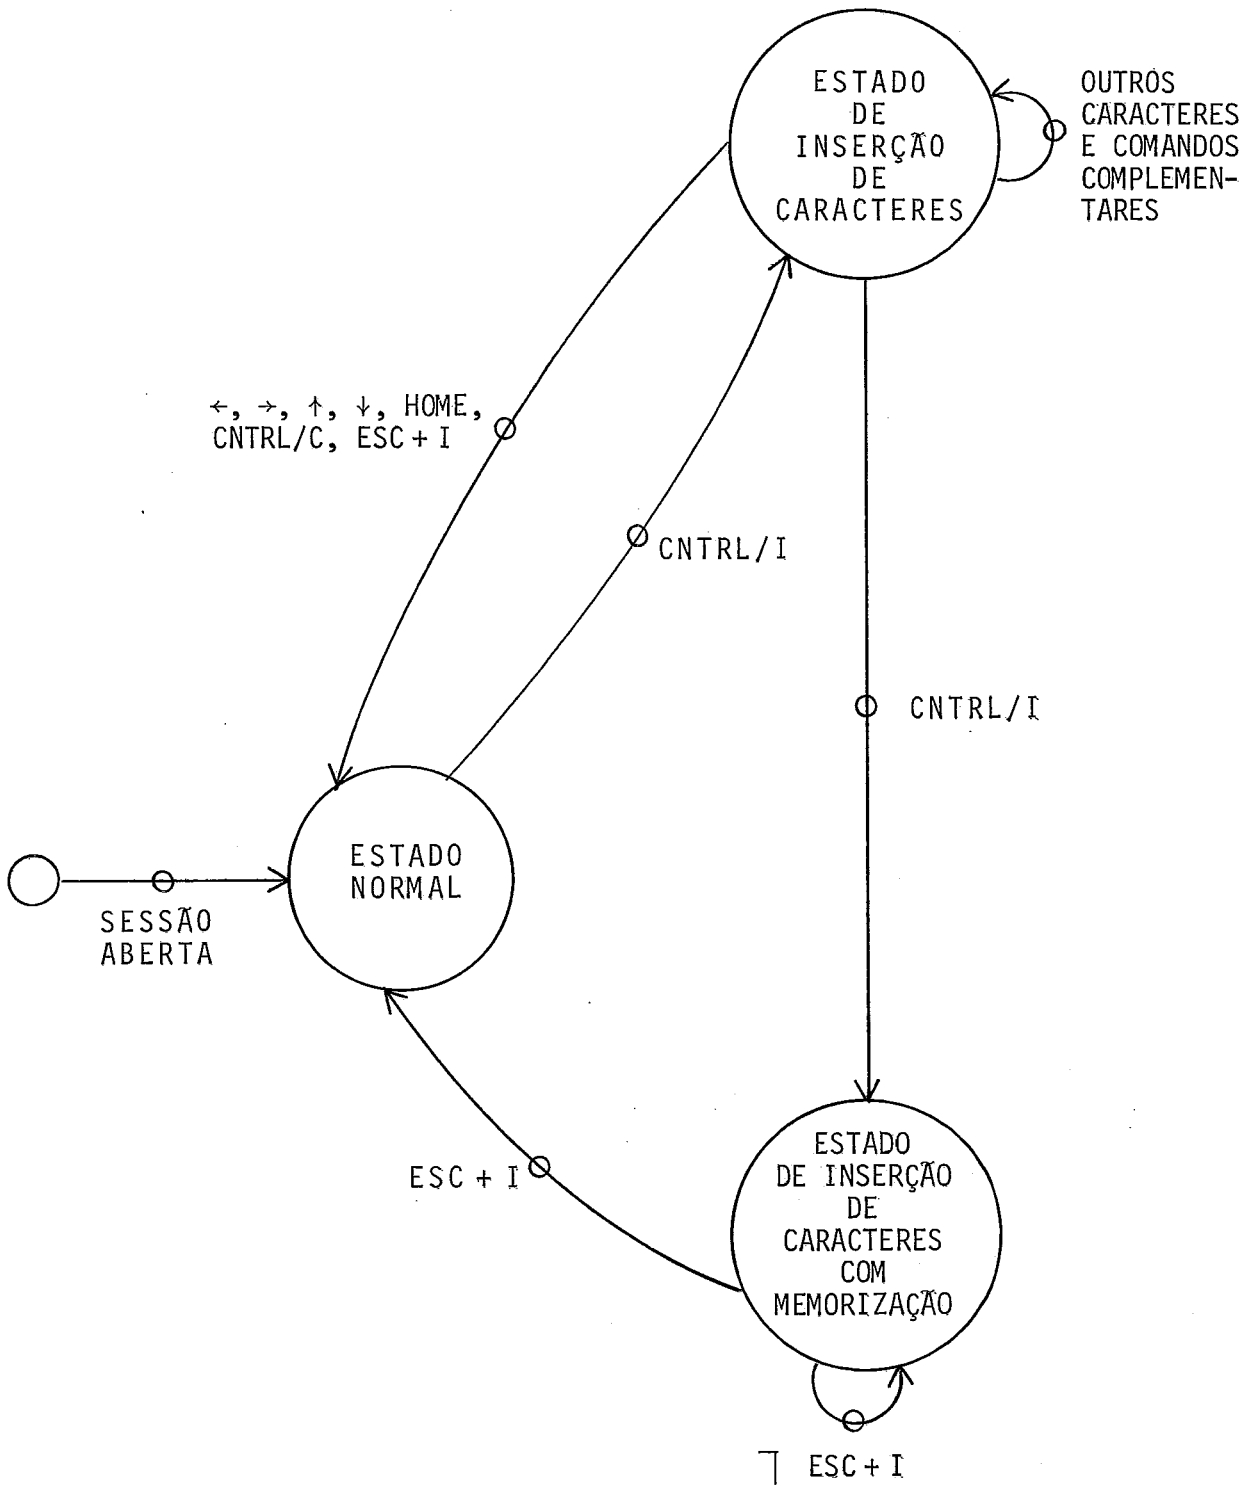 ESTADO
DE
INSERÇÃO
DE
CARACTERES
OUTROS
CARACTERES
E COMANDOS
COMPLEMEN-
TARES
←, →, ↑, ↓, HOME,
CNTRL/C, ESC + I
CNTRL/I
CNTRL/I
ESTADO
NORMAL
SESSÃO
ABERTA
ESC + I
ESTADO
DE INSERÇÃO
DE
CARACTERES
COM
MEMORIZAÇÃO
¬ ESC + I